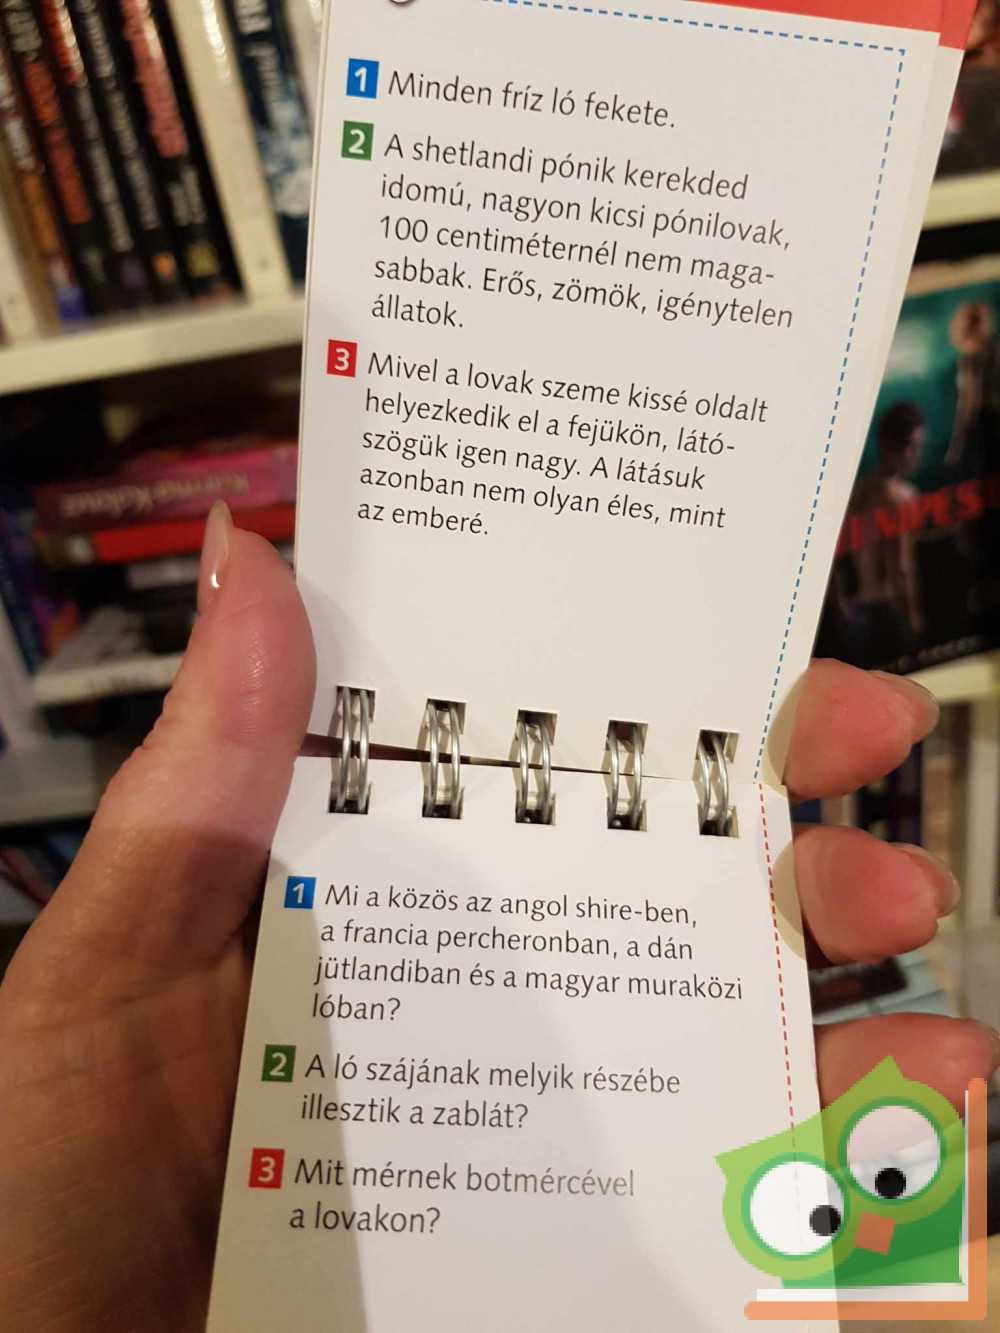 1 Minden fríz ló fekete.
2 A shetlandi pónik kerekded
idomú, nagyon kicsi pónilovak,
100 centiméternél nem maga-
sabbak. Erős, zömök, igénytelen
állatok.
3 Mivel a lovak szeme kissé oldalt
helyezkedik el a fejükön, látó-
szögük igen nagy. A látásuk
azonban nem olyan éles, mint
az emberé.
1 Mi a közös az angol shire-ben,
a francia percheronban, a dán
jütlandiban és a magyar muraközi
lóban?
2 A ló szájának melyik részébe
illesztik a zablát?
3 Mit mérnek botmércével
a lovakon?